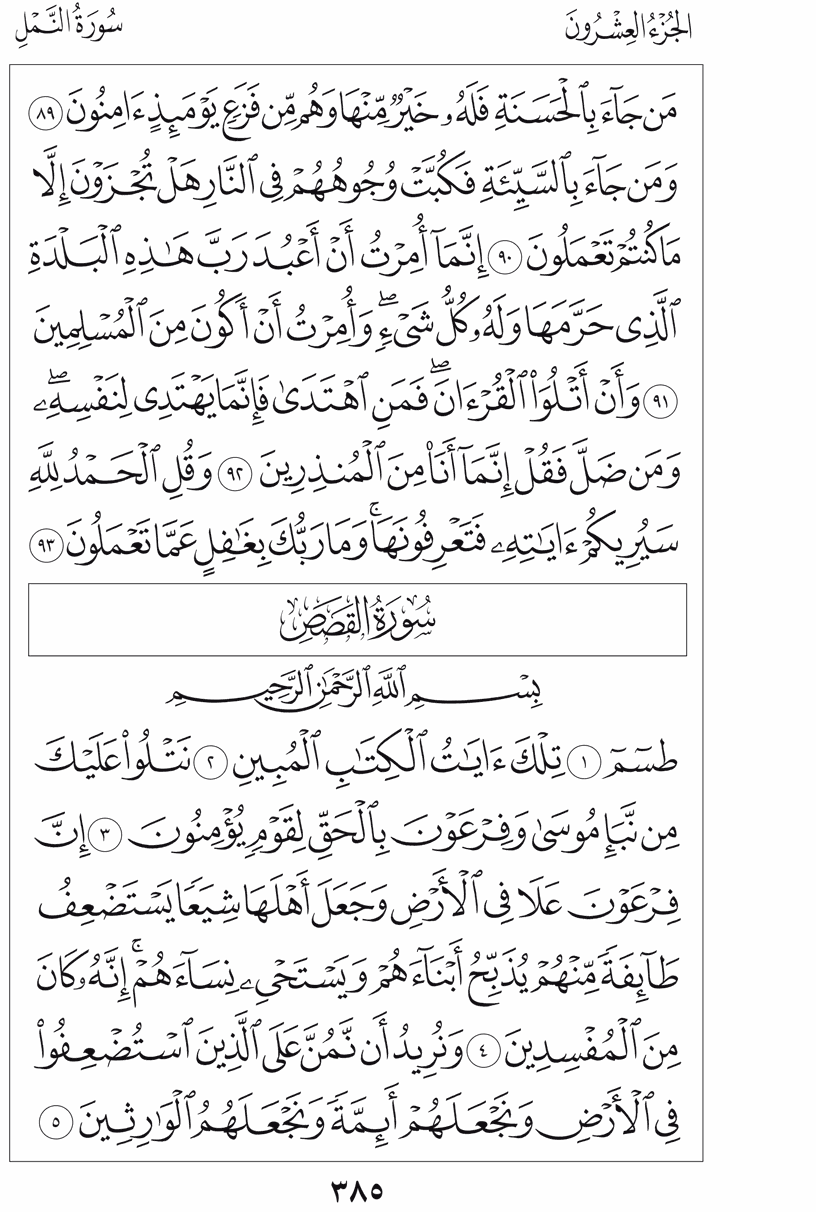 الجُزْءُ العِشْرُونَ
سُورَةُ النَّمْلِ
مَن جَآءَ بِٱلْحَسَنَةِ فَلَهُۥ خَيْرٌ مِّنْهَا وَهُم مِّن فَزَعٍ يَوْمَئِذٍ ءَامِنُونَ ٨٩
وَمَن جَآءَ بِٱلسَّيِّئَةِ فَكُبَّتْ وُجُوهُهُمْ فِى ٱلنَّارِ هَلْ تُجْزَوْنَ إِلَّا
مَا كُنتُمْ تَعْمَلُونَ ٩٠ إِنَّمَآ أُمِرْتُ أَنْ أَعْبُدَ رَبَّ هَـٰذِهِ ٱلْبَلْدَةِ
ٱلَّذِى حَرَّمَهَا وَلَهُۥ كُلُّ شَىْءٍ ۖ وَأُمِرْتُ أَنْ أَكُونَ مِنَ ٱلْمُسْلِمِينَ
٩١ وَأَنْ أَتْلُوَا۟ ٱلْقُرْءَانَ ۖ فَمَنِ ٱهْتَدَىٰ فَإِنَّمَا يَهْتَدِى لِنَفْسِهِۦ ۖ
وَمَن ضَلَّ فَقُلْ إِنَّمَآ أَنَا۠ مِنَ ٱلْمُنذِرِينَ ٩٢ وَقُلِ ٱلْحَمْدُ لِلَّهِ
سَيُرِيكُمْ ءَايَـٰتِهِۦ فَتَعْرِفُونَهَا ۚ وَمَا رَبُّكَ بِغَـٰفِلٍ عَمَّا تَعْمَلُونَ ٩٣
سُورَةُ القَصَصِ
بِسْمِ ٱللَّهِ ٱلرَّحْمَـٰنِ ٱلرَّحِيمِ
طسٓمٓ ١ تِلْكَ ءَايَـٰتُ ٱلْكِتَـٰبِ ٱلْمُبِينِ ٢ نَتْلُوا۟ عَلَيْكَ
مِن نَّبَإِ مُوسَىٰ وَفِرْعَوْنَ بِٱلْحَقِّ لِقَوْمٍ يُؤْمِنُونَ ٣ إِنَّ
فِرْعَوْنَ عَلَا فِى ٱلْأَرْضِ وَجَعَلَ أَهْلَهَا شِيَعًا يَسْتَضْعِفُ
طَآئِفَةً مِّنْهُمْ يُذَبِّحُ أَبْنَآءَهُمْ وَيَسْتَحْىِۦ نِسَآءَهُمْ ۚ إِنَّهُۥ كَانَ
مِنَ ٱلْمُفْسِدِينَ ٤ وَنُرِيدُ أَن نَّمُنَّ عَلَى ٱلَّذِينَ ٱسْتُضْعِفُوا۟
فِى ٱلْأَرْضِ وَنَجْعَلَهُمْ أَئِمَّةً وَنَجْعَلَهُمُ ٱلْوَٰرِثِينَ ٥
٣٨٥